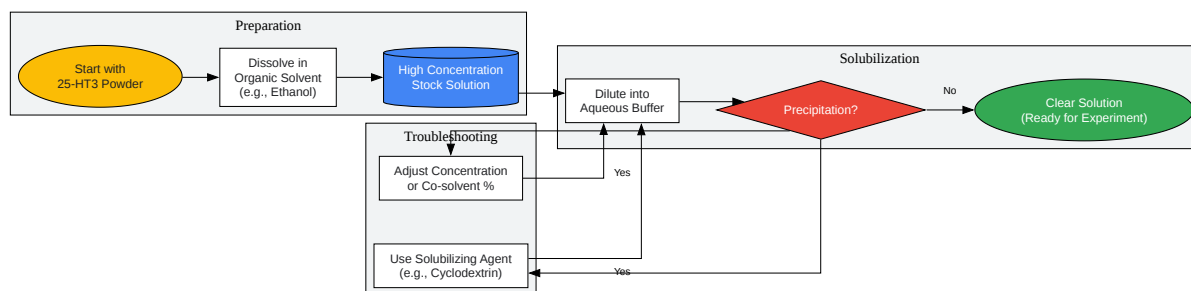 Preparation
Start with
25-HT3 Powder
Dissolve in
Organic Solvent
(e.g., Ethanol)
High Concentration
Stock Solution
Solubilization
Dilute into
Aqueous Buffer
Precipitation?
No
Clear Solution
(Ready for Experiment)
Troubleshooting
Adjust Concentration
or Co-solvent %
Yes
Use Solubilizing Agent
(e.g., Cyclodextrin)
Yes